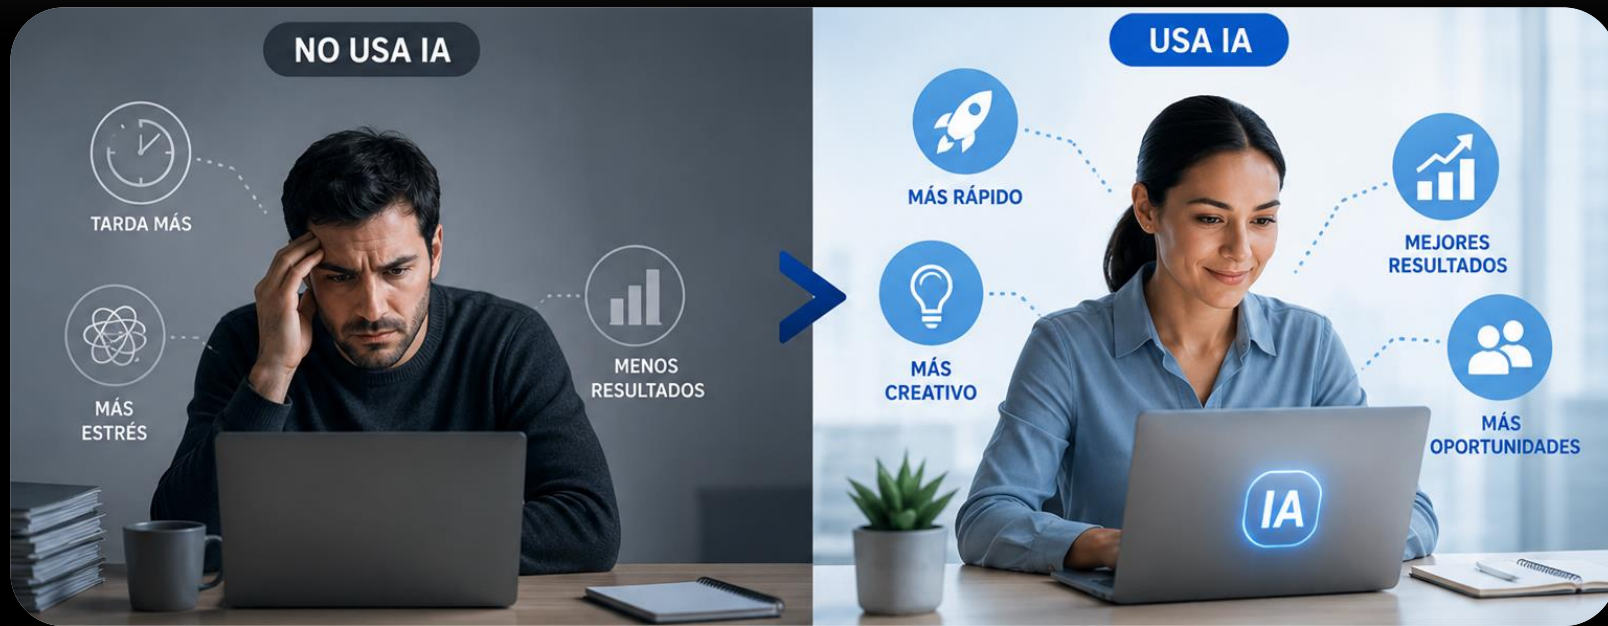 NO USA IA
TARDA MÁS
MÁS
ESTRÉS
MENOS
RESULTADOS
USA IA
MÁS RÁPIDO
MÁS
CREATIVO
MEJORES
RESULTADOS
MÁS
OPORTUNIDADES
IA